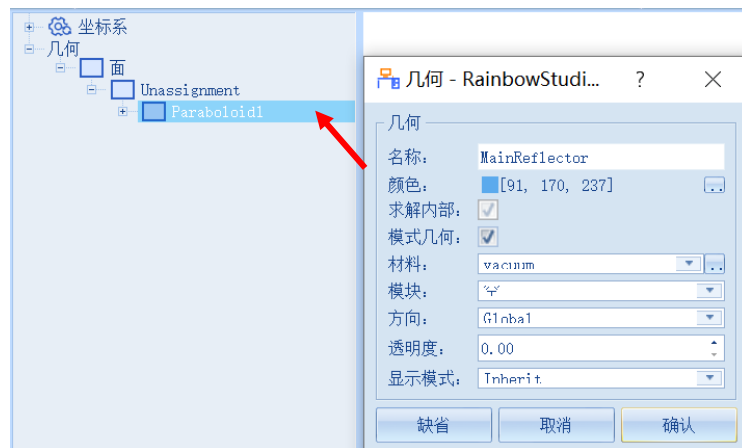 坐标系
几何
面
Unassignment
Paraboloid1
几何 - RainbowStudi... ?
几何
名称: MainReflector
颜色: [91, 170, 237]
求解内部:
模式几何:
材料: vacuum
模块:
方向: Global
透明度: 0.00
显示模式: Inherit
缺省 取消 确认